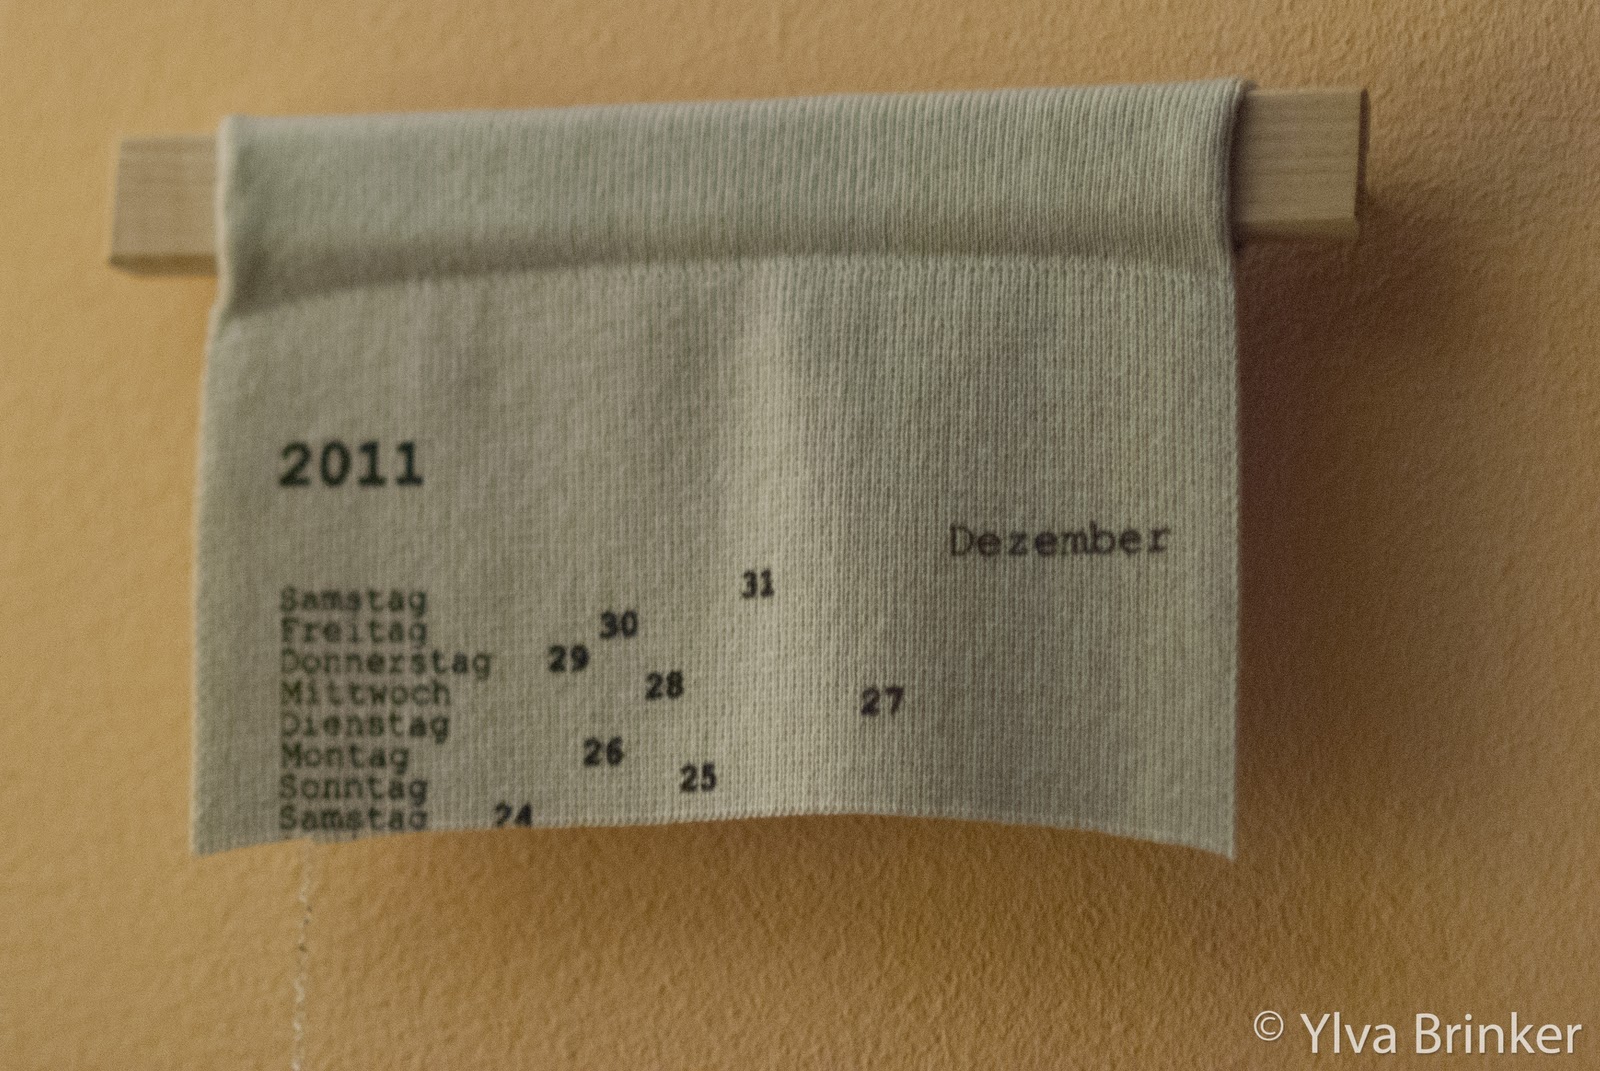 2011
Dezember
Samstag 31
Freitag 30
Donnerstag 29
Mittwoch 28
Dienstag 27
Montag 26
Sonntag 25
Samstag 24
© Ylva Brinker